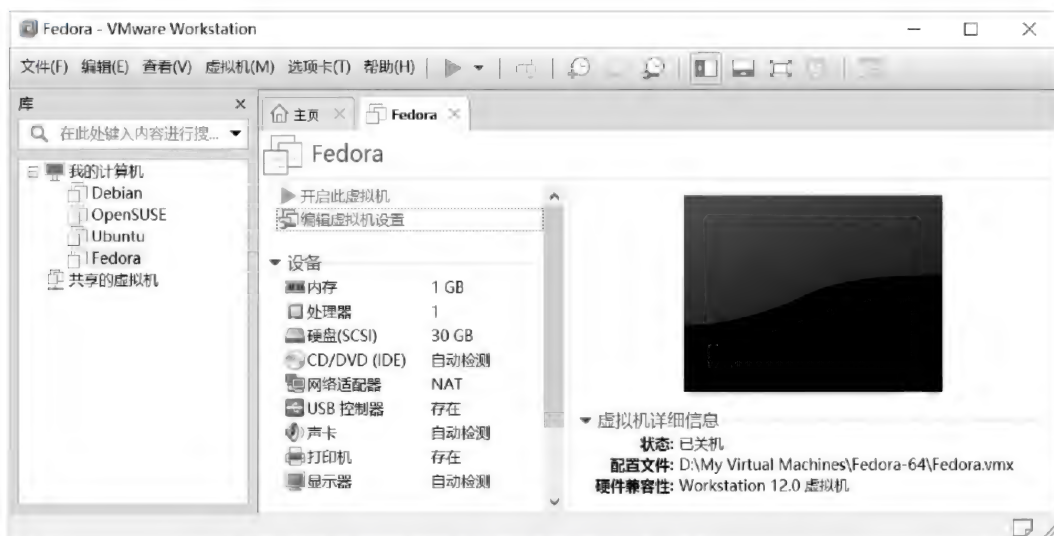 Fedora - VMware Workstation
文件(F) 编辑(E) 查看(V) 虚拟机(M) 选项卡(T) 帮助(H)
库
在此处键入内容进行搜...
我的计算机
Debian
OpenSUSE
Ubuntu
Fedora
共享的虚拟机
主页 Fedora
Fedora
开启此虚拟机
编辑虚拟机设置
设备
内存 1 GB
处理器 1
硬盘(SCSI) 30 GB
CD/DVD (IDE) 自动检测
网络适配器 NAT
USB 控制器 存在
声卡 自动检测
打印机 存在
显示器 自动检测
虚拟机详细信息
状态: 已关机
配置文件: D:\My Virtual Machines\Fedora-64\Fedora.vmx
硬件兼容性: Workstation 12.0 虚拟机